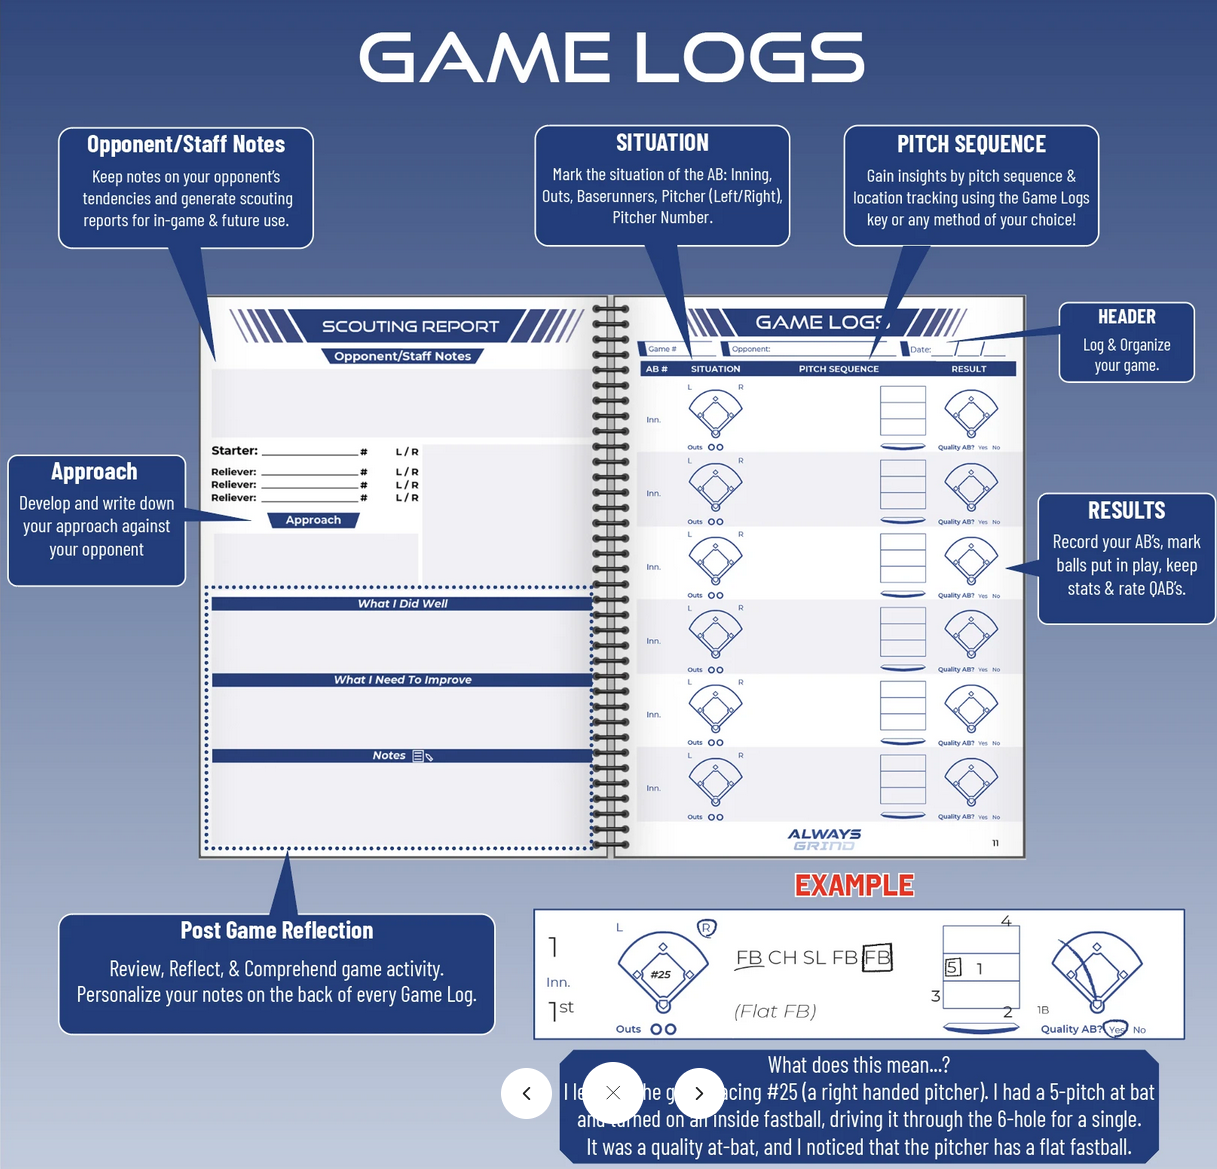 GAME LOGS
Opponent/Staff Notes
Keep notes on your opponent's
tendencies and generate scouting
reports for in-game & future use.
SITUATION
Mark the situation of the AB: Inning,
Outs, Baserunners, Pitcher (Left/Right),
Pitcher Number.
PITCH SEQUENCE
Gain insights by pitch sequence &
location tracking using the Game Logs
key or any method of your choice!
HEADER
Log & Organize
your game.
Approach
Develop and write down
your approach against
your opponent
RESULTS
Record your AB's, mark
balls put in play, keep
stats & rate QAB's.
SCOUTING REPORT
Opponent/Staff Notes
Starter: # L / R
Reliever: # L / R
Reliever: # L / R
Reliever: # L / R
Approach
What I Did Well
What I Need To Improve
Notes
GAME LOGS
Game # Opponent: Date: / /
AB # SITUATION PITCH SEQUENCE RESULT
L R
Inn.
Outs Quality AB? Yes No
L R
Inn.
Outs Quality AB? Yes No
L R
Inn.
Outs Quality AB? Yes No
L R
Inn.
Outs Quality AB? Yes No
L R
Inn.
Outs Quality AB? Yes No
L R
Inn.
Outs Quality AB? Yes No
ALWAYS
GRIND
11
Post Game Reflection
Review, Reflect, & Comprehend game activity.
Personalize your notes on the back of every Game Log.
EXAMPLE
L R 4
1 FB CH SL FB FB
#25 5 1
Inn. 3
1st (Flat FB) 2 1B
Outs Quality AB? Yes No
What does this mean...?
I the #25 (a right handed pitcher). I had a 5-pitch at bat
and turned on an inside fastball, driving it through the 6-hole for a single.
It was a quality at-bat, and I noticed that the pitcher has a flat fastball.